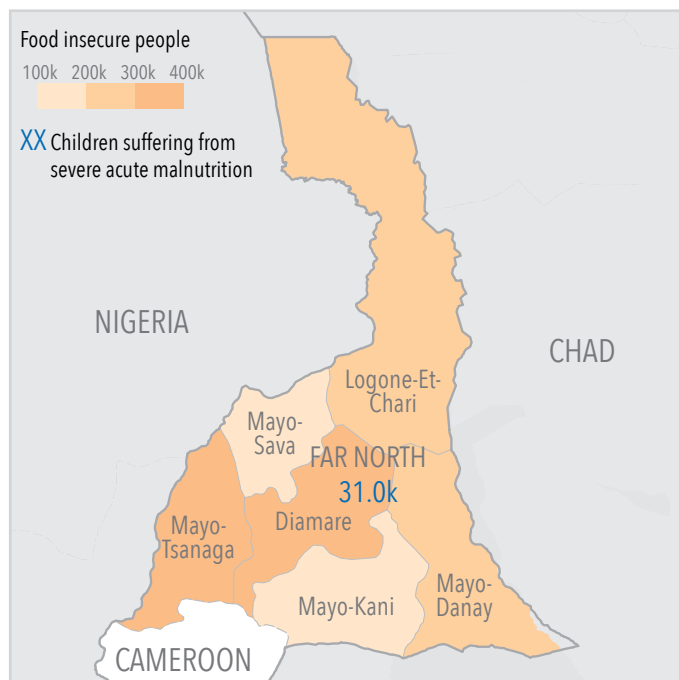 Food insecure people
100k 200k 300k 400k
XX Children suffering from
severe acute malnutrition
NIGERIA
CHAD
Logone-Et-
Chari
Mayo-
Sava
FAR NORTH
31.0k
Diamare
Mayo-
Tsanaga
Mayo-Kani
Mayo-
Danay
CAMEROON